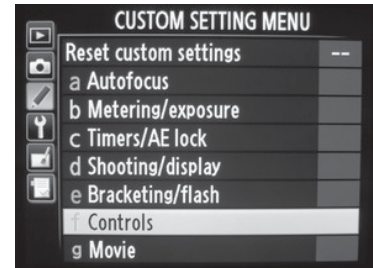 CUSTOM SETTING MENU
Reset custom settings --
a Autofocus
b Metering/exposure
c Timers/AE lock
d Shooting/display
e Bracketing/flash
f Controls
g Movie